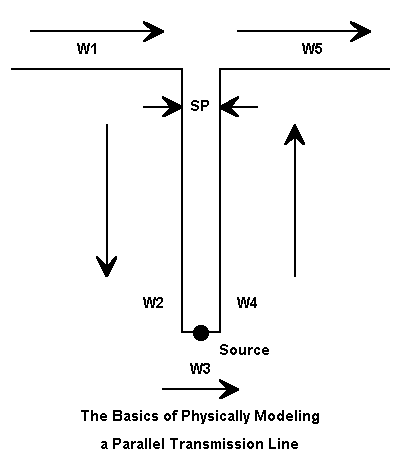 W1
W5
SP
W2
W4
Source
W3
The Basics of Physically Modeling
a Parallel Transmission Line